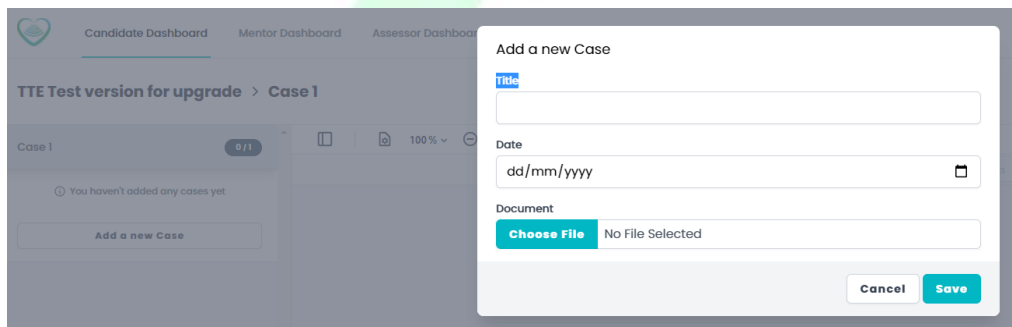 Candidate Dashboard
Mentor Dashboard
Assessor Dashboar
TTE Test version for upgrade > Case 1
Case 1
0/1
You haven't added any cases yet
Add a new Case
100 %
Add a new Case
Title
Date
dd/mm/yyyy
Document
Choose File No File Selected
Cancel Save